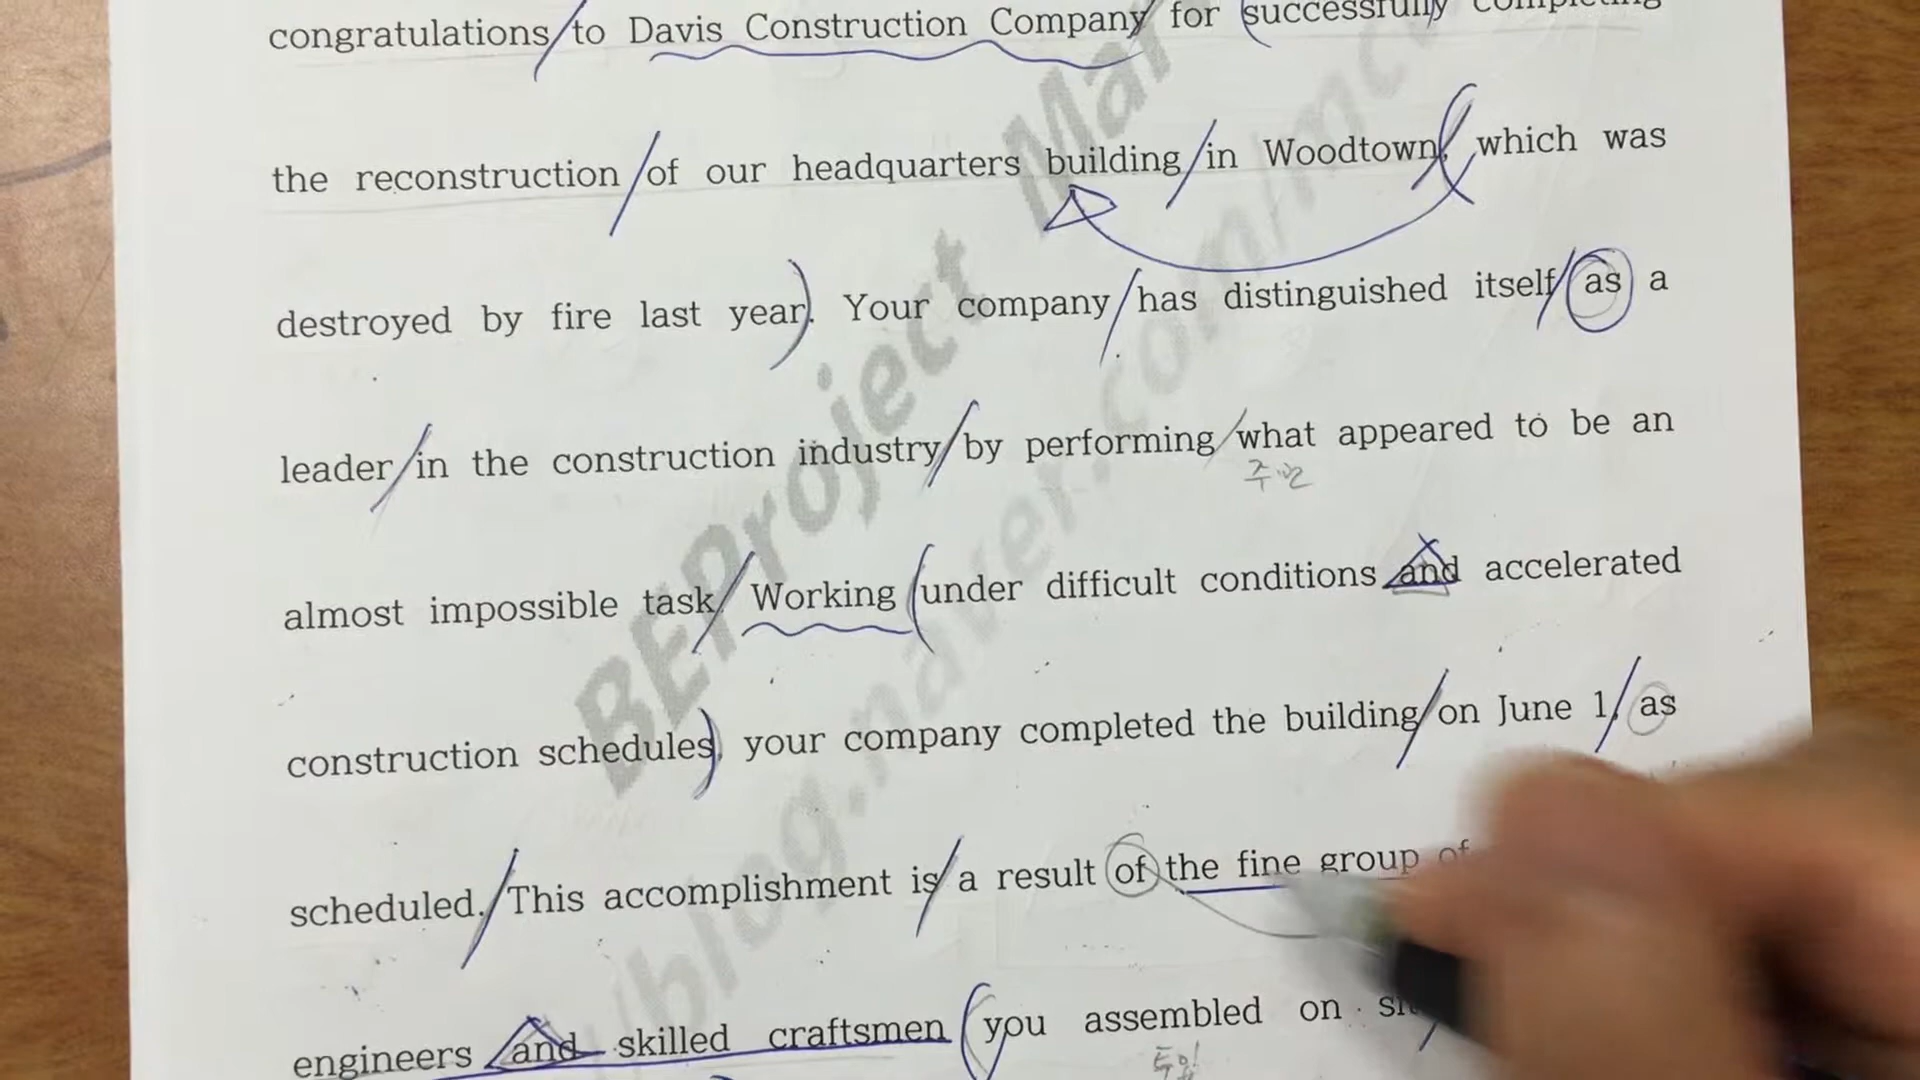 congratulations to Davis Construction Company for successfully completing
the reconstruction of our headquarters building in Woodtown, which was
destroyed by fire last year. Your company has distinguished itself as a
leader in the construction industry by performing what appeared to be an
almost impossible task. Working under difficult conditions and accelerated
construction schedules, your company completed the building on June 1, as
scheduled. This accomplishment is a result of the fine group of
engineers and skilled craftsmen you assembled on
BEProject